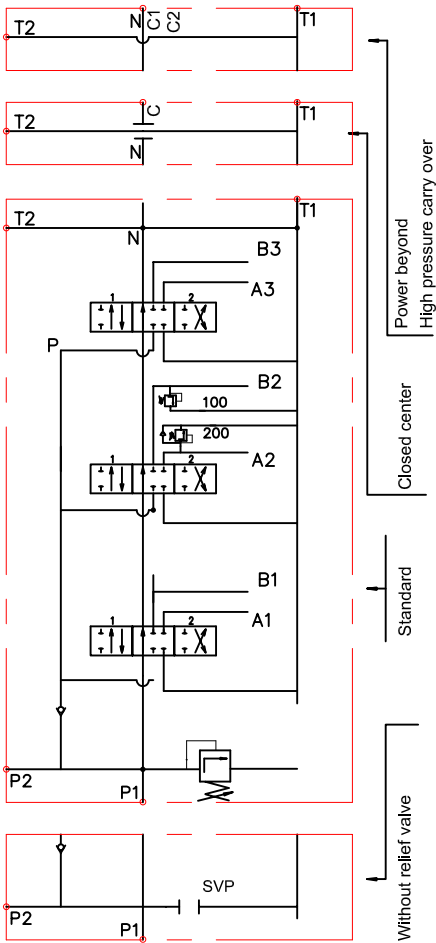 T2
N
C1
C2
T1
T2
C
N
T1
T2
N
T1
B3
A3
1
2
P
B2
100
200
A2
1
2
B1
A1
1
2
P2
P1
SVP
P2
P1
Power beyond
High pressure carry over
Closed center
Standard
Without relief valve